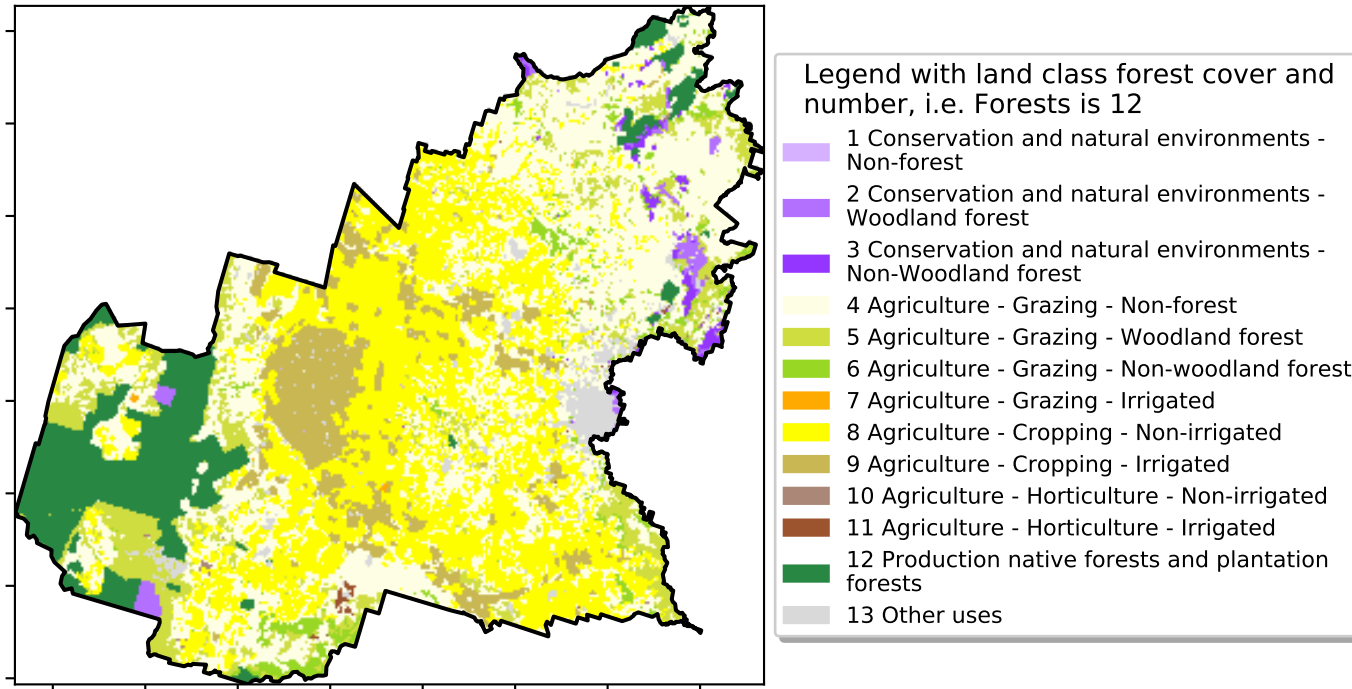 Legend with land class forest cover and
number, i.e. Forests is 12
1 Conservation and natural environments -
Non-forest
2 Conservation and natural environments -
Woodland forest
3 Conservation and natural environments -
Non-Woodland forest
4 Agriculture - Grazing - Non-forest
5 Agriculture - Grazing - Woodland forest
6 Agriculture - Grazing - Non-woodland forest
7 Agriculture - Grazing - Irrigated
8 Agriculture - Cropping - Non-irrigated
9 Agriculture - Cropping - Irrigated
10 Agriculture - Horticulture - Non-irrigated
11 Agriculture - Horticulture - Irrigated
12 Production native forests and plantation
forests
13 Other uses